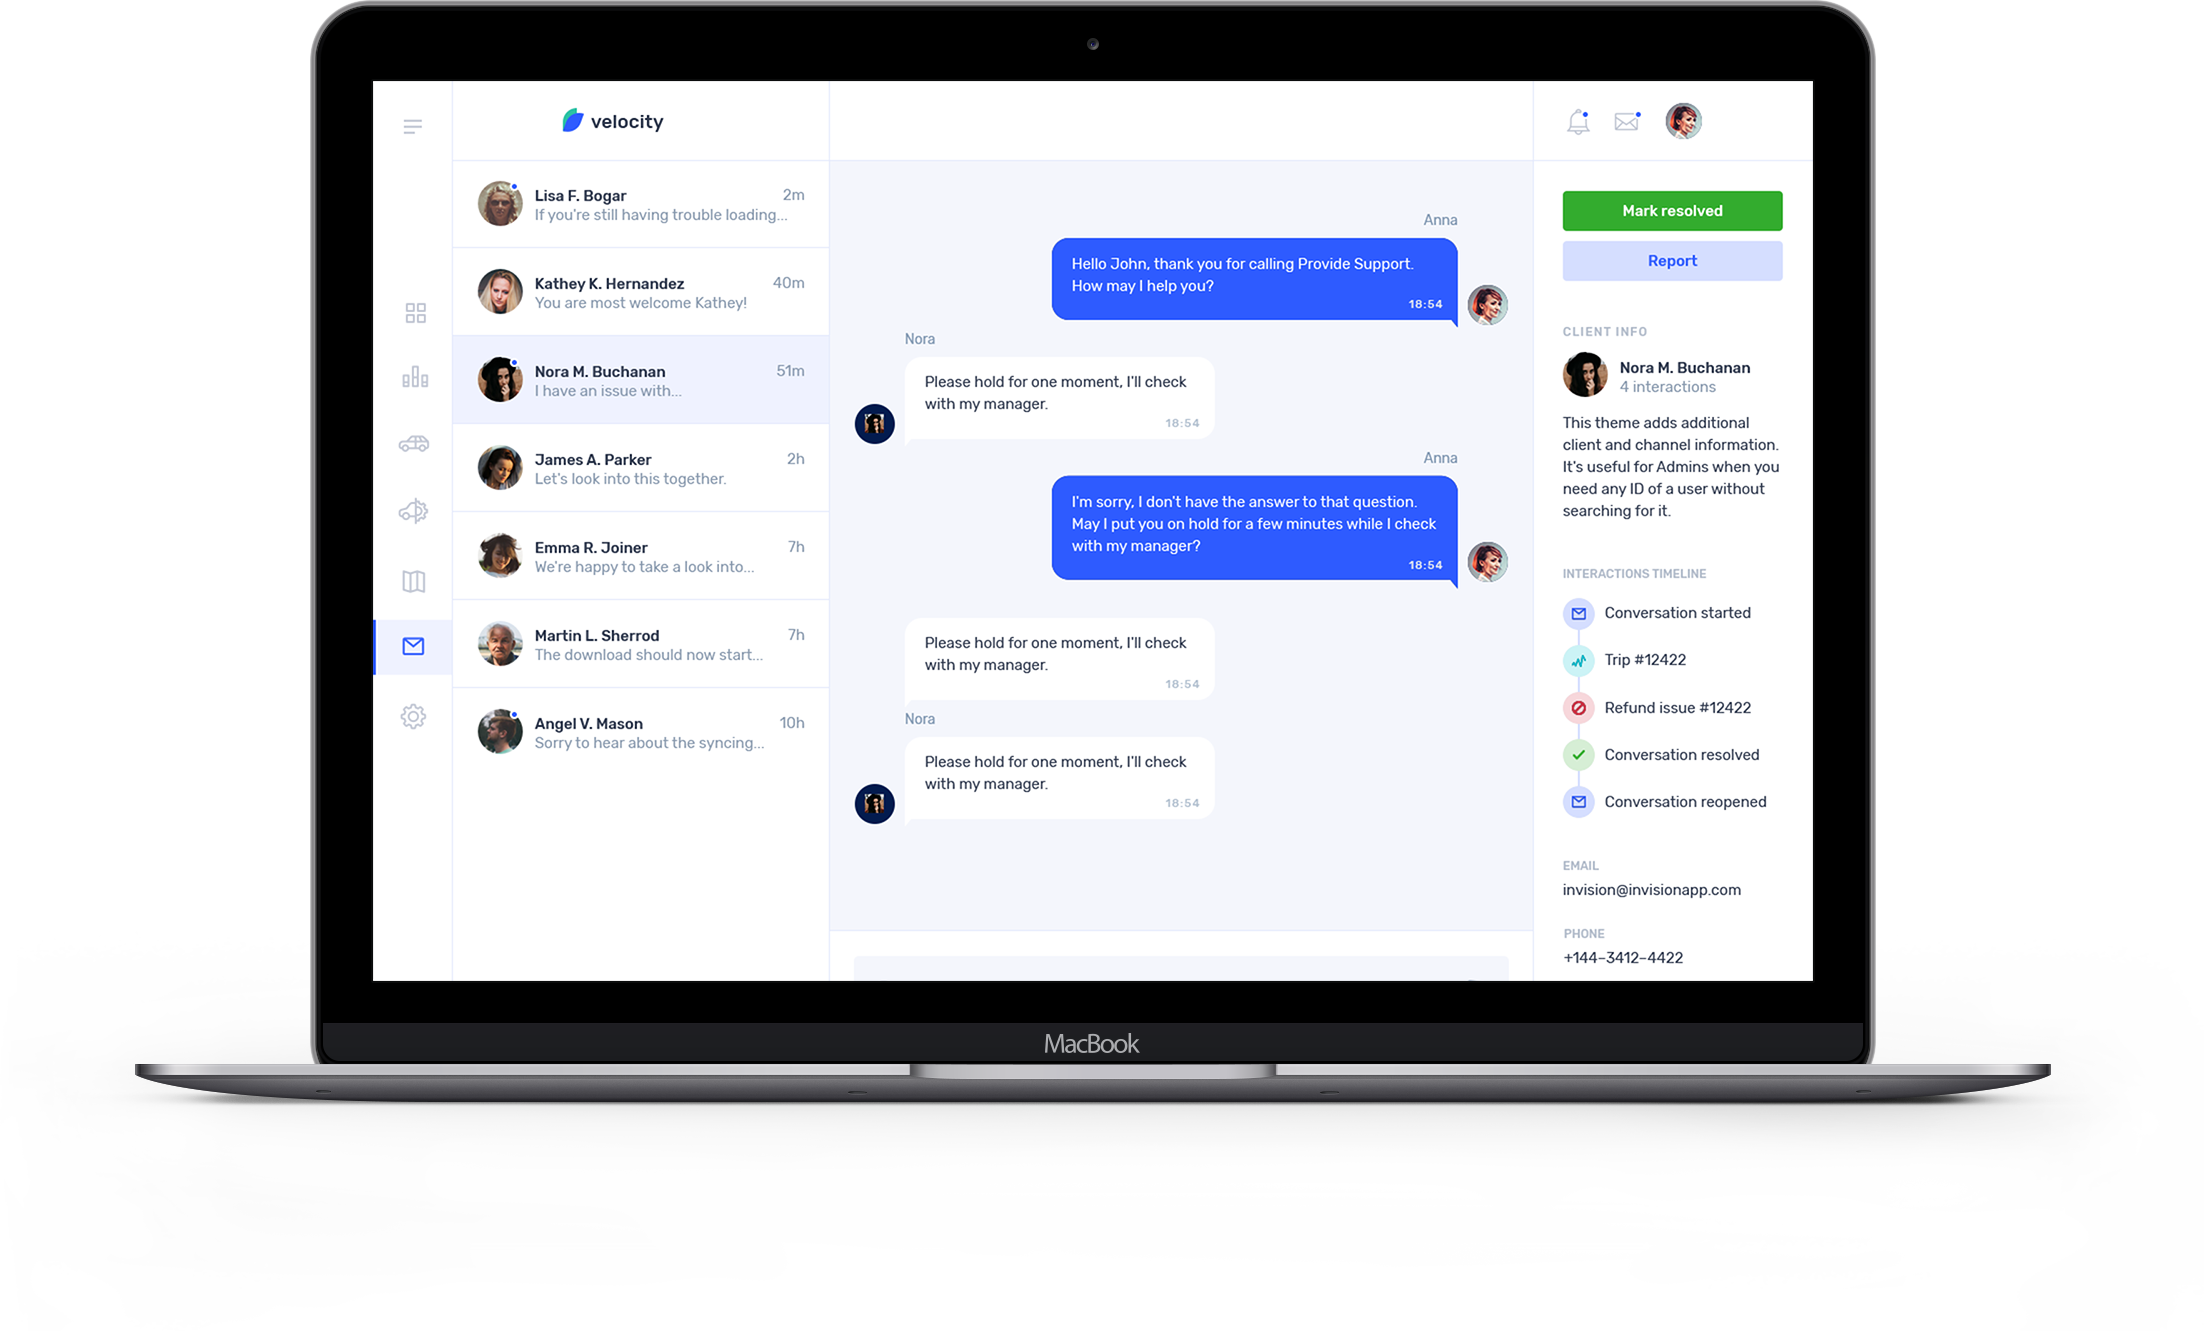 velocity
Lisa F. Bogar
2m
If you're still having trouble loading...
Kathey K. Hernandez
40m
You are most welcome Kathey!
Nora M. Buchanan
51m
I have an issue with...
James A. Parker
2h
Let's look into this together.
Emma R. Joiner
7h
We're happy to take a look into...
Martin L. Sherrod
7h
The download should now start...
Angel V. Mason
10h
Sorry to hear about the syncing...
Anna
Hello John, thank you for calling Provide Support.
How may I help you?
18:54
Nora
Please hold for one moment, I'll check
with my manager.
18:54
Anna
I'm sorry, I don't have the answer to that question.
May I put you on hold for a few minutes while I check
with my manager?
18:54
Please hold for one moment, I'll check
with my manager.
18:54
Nora
Please hold for one moment, I'll check
with my manager.
18:54
Mark resolved
Report
CLIENT INFO
Nora M. Buchanan
4 interactions
This theme adds additional
client and channel information.
It's useful for Admins when you
need any ID of a user without
searching for it.
INTERACTIONS TIMELINE
Conversation started
Trip #12422
Refund issue #12422
Conversation resolved
Conversation reopened
EMAIL
invision@invisionapp.com
PHONE
+144-3412-4422
MacBook